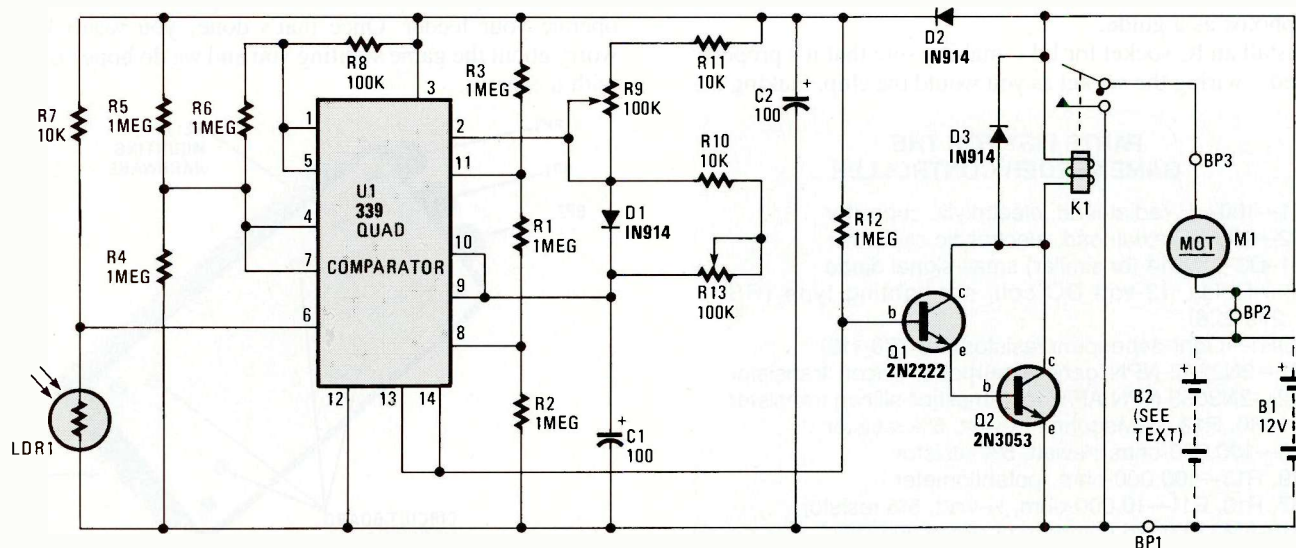 R7
10K
R5
1MEG
R6
1MEG
R8
100K
R4
1MEG
LDR1
1
5
4
7
6
3
2
11
10
9
8
12
13
14
U1
339
QUAD
COMPARATOR
R3
1MEG
R1
1MEG
R2
1MEG
R9
100K
D1
IN914
+
C1
100
R11
10K
R10
10K
R13
100K
C2
100
+
R12
1MEG
D2
IN914
D3
IN914
K1
b
c
e
Q1
2N2222
b
c
e
Q2
2N3053
BP3
MOT
M1
BP2
+
B2
(SEE
TEXT)
+
B1
12V
BP1